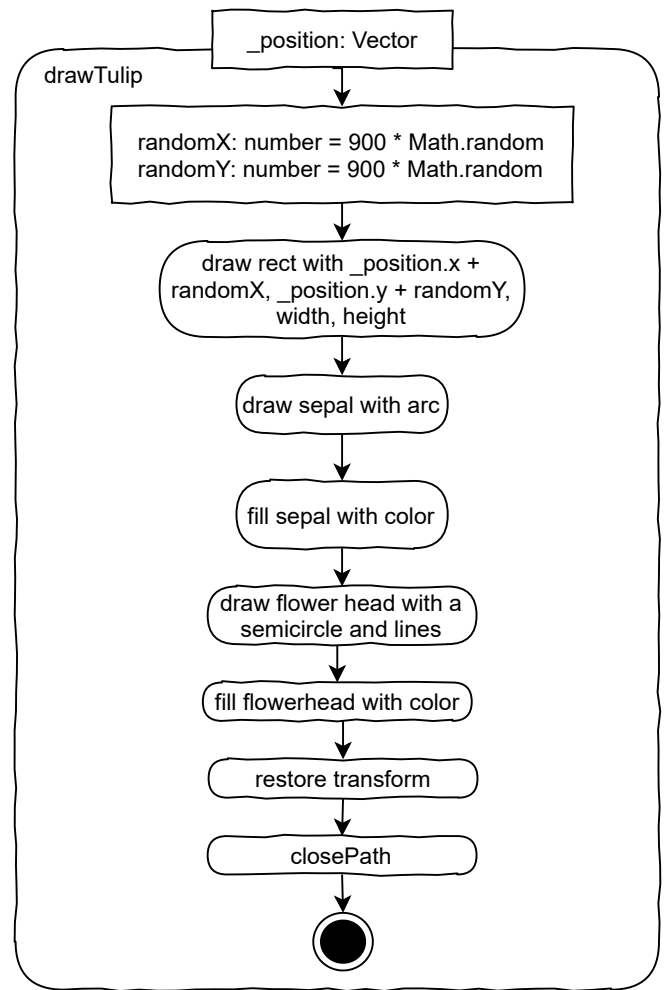 _position: Vector
drawTulip
randomX: number = 900 * Math.random
randomY: number = 900 * Math.random
draw rect with _position.x +
randomX, _position.y + randomY,
width, height
draw sepal with arc
fill sepal with color
draw flower head with a
semicircle and lines
fill flowerhead with color
restore transform
closePath